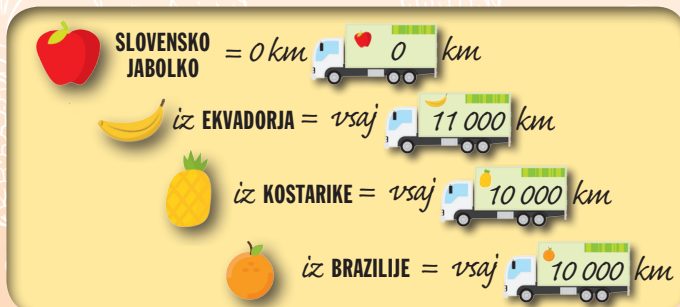 SLOVENSKO JABOLKO = 0 km 0 km
iz EKVADORJA = vsaj 11 000 km
iz KOSTARIKE = vsaj 10 000 km
iz BRAZILIJE = vsaj 10 000 km